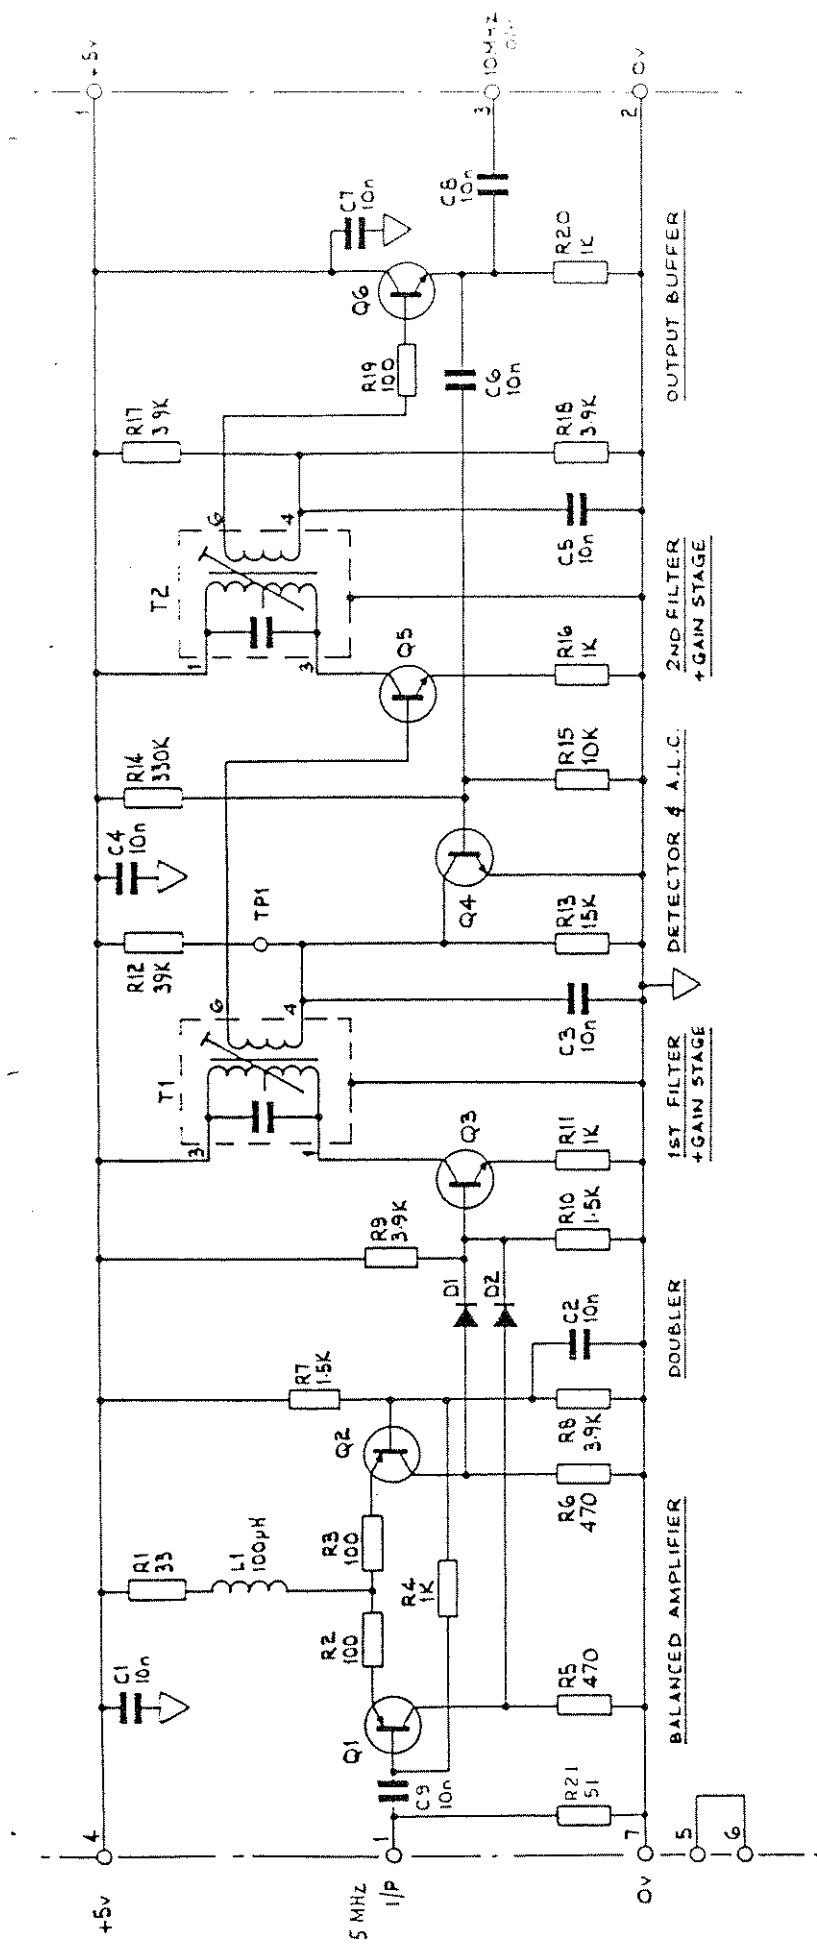 +5v
4
5 MHz
I/P
1
0v
7
5
6
C1
10n
R1
33
L1
100µH
R2
100
R3
100
Q1
Q2
C9
10n
R4
1K
R21
51
R5
470
R6
470
R7
1.5K
R8
3.9K
C2
10n
BALANCED AMPLIFIER
DOUBLER
D1
D2
R9
3.9K
R10
1.5K
R11
1K
Q3
T1
3
1
6
4
C3
10n
1ST FILTER
+ GAIN STAGE
R12
39K
TP1
C4
10n
R13
15K
Q4
R14
330K
R15
10K
DETECTOR & A.L.C.
Q5
R16
1K
T2
1
3
6
4
C5
10n
2ND FILTER
+ GAIN STAGE
R17
3.9K
R18
3.9K
R19
100
C6
10n
Q6
C7
10n
C8
10n
R20
1K
OUTPUT BUFFER
1
+5v
3
10MHz
2
0v